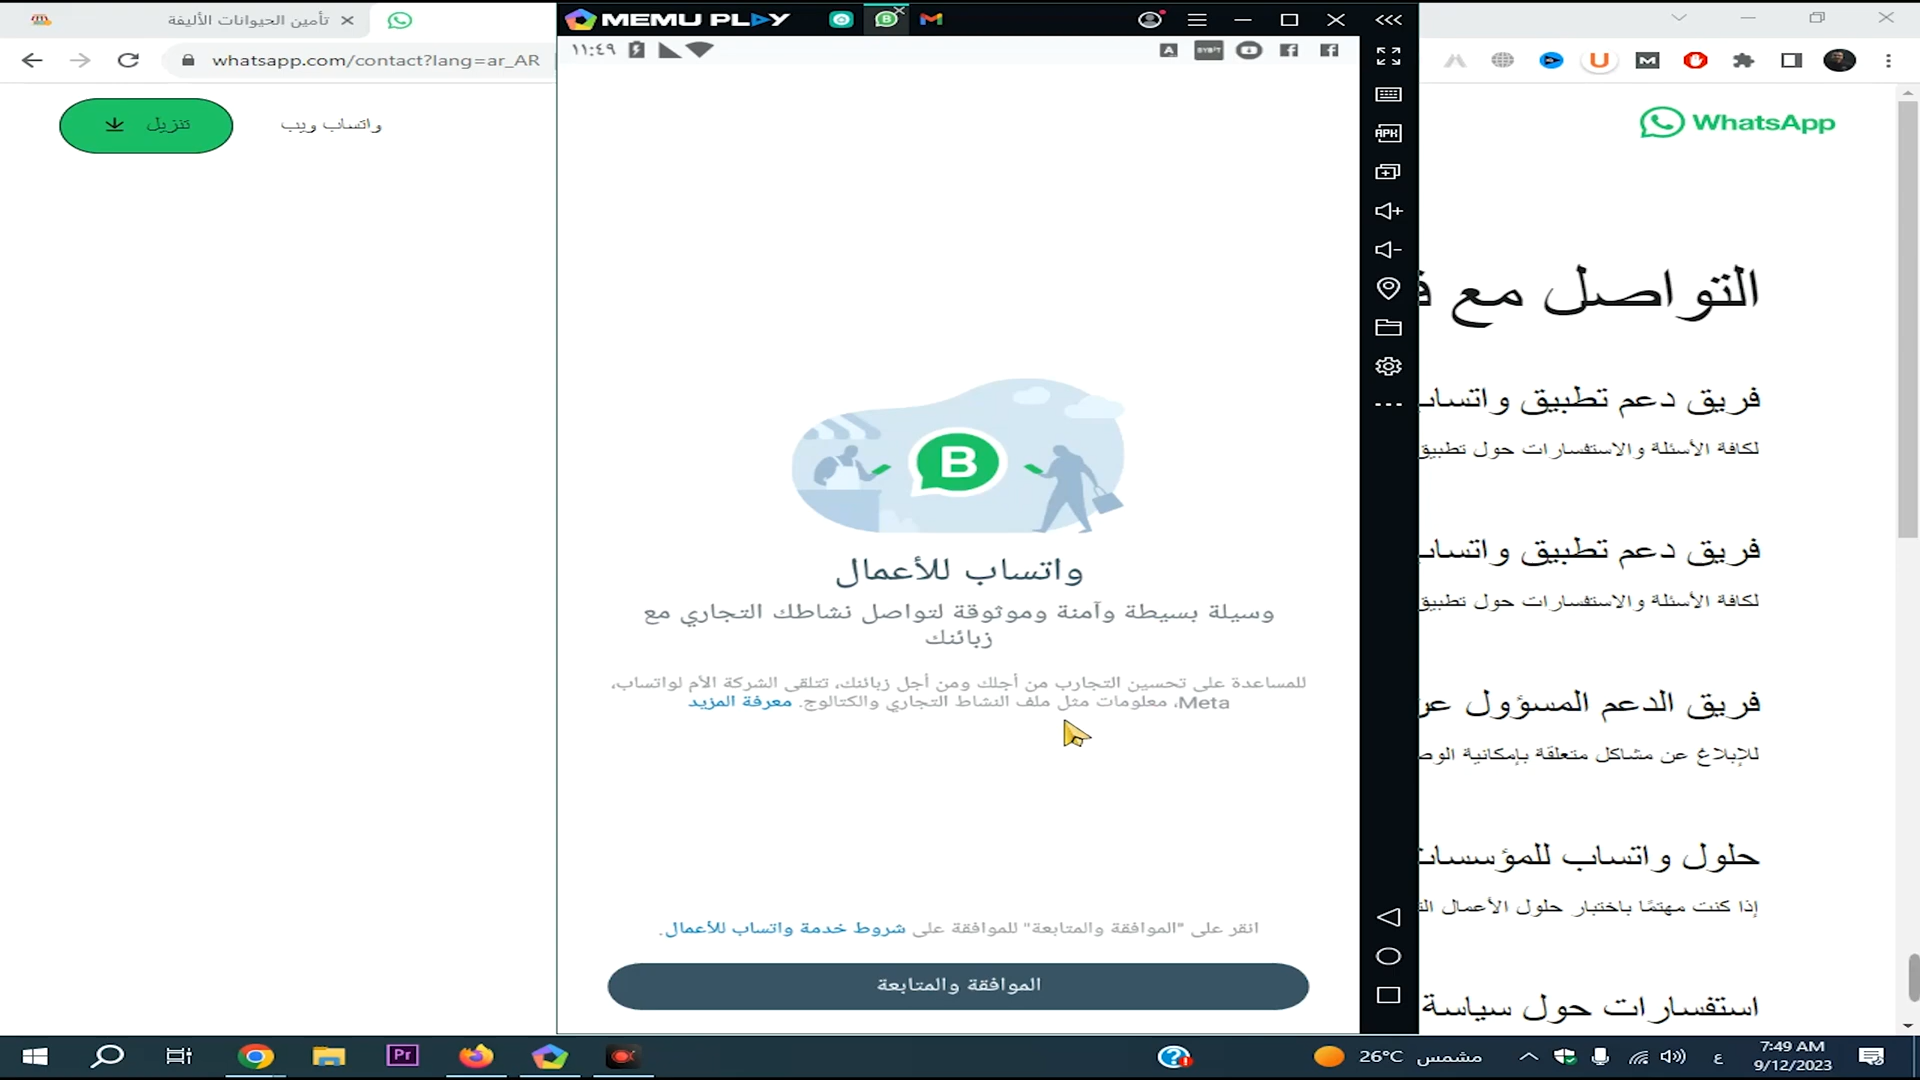 تأمين الحيوانات الأليفة
whatsapp.com/contact?lang=ar_AR
تنزيل
واتساب ويب
MEMU PLAY
١١:٤٩
A
BYBIT
APK
B
واتساب للأعمال
وسيلة بسيطة وآمنة وموثوقة لتواصل نشاطك التجاري مع
زبائنك
للمساعدة على تحسين التجارب من أجلك ومن أجل زبائنك، تتلقى الشركة الأم لواتساب،
Meta، معلومات مثل ملف النشاط التجاري والكتالوج. معرفة المزيد
انقر على "الموافقة والمتابعة" للموافقة على شروط خدمة واتساب للأعمال.
الموافقة والمتابعة
WhatsApp
التواصل مع
فريق دعم تطبيق واتساب
لكافة الأسئلة والاستفسارات حول تطبيق
فريق دعم تطبيق واتساب
لكافة الأسئلة والاستفسارات حول تطبيق
فريق الدعم المسؤول عن
للإبلاغ عن مشاكل متعلقة بإمكانية
حلول واتساب للمؤسسات
إذا كنت مهتمًا باختبار حلول الأعمال
استفسارات حول سياسة
Pr
26°C مشمس
ع
7:49 AM
9/12/2023